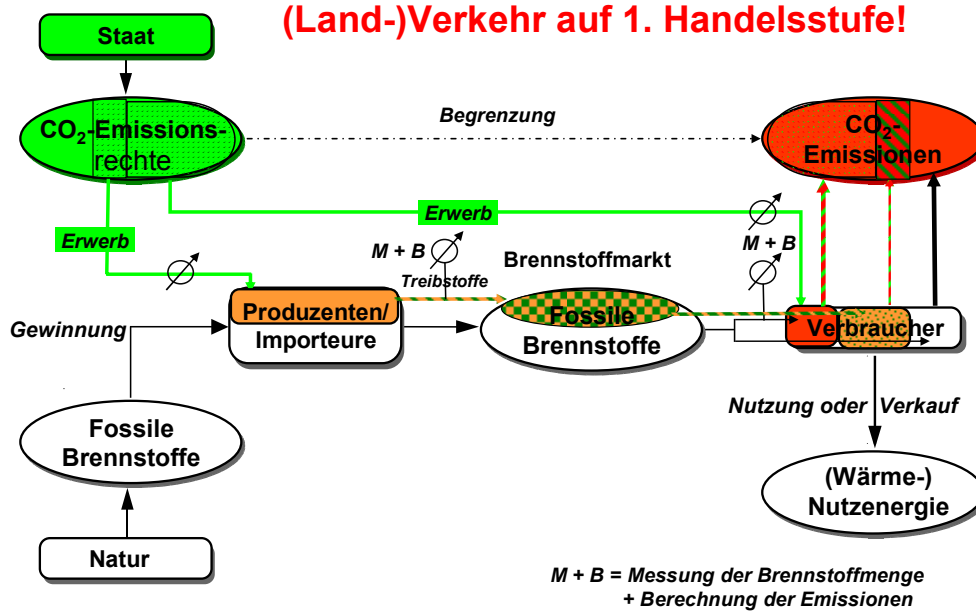 (Land-)Verkehr auf 1. Handelsstufe!
Staat
CO₂-Emissions-
rechte
Begrenzung
CO₂-
Emissionen
Erwerb
Erwerb
M + B
M + B
Treibstoffe
Brennstoffmarkt
Gewinnung
Produzenten/
Importeure
Fossile
Brennstoffe
Verbraucher
Nutzung oder
Verkauf
Fossile
Brennstoffe
(Wärme-)
Nutzenergie
Natur
M + B = Messung der Brennstoffmenge
+ Berechnung der Emissionen